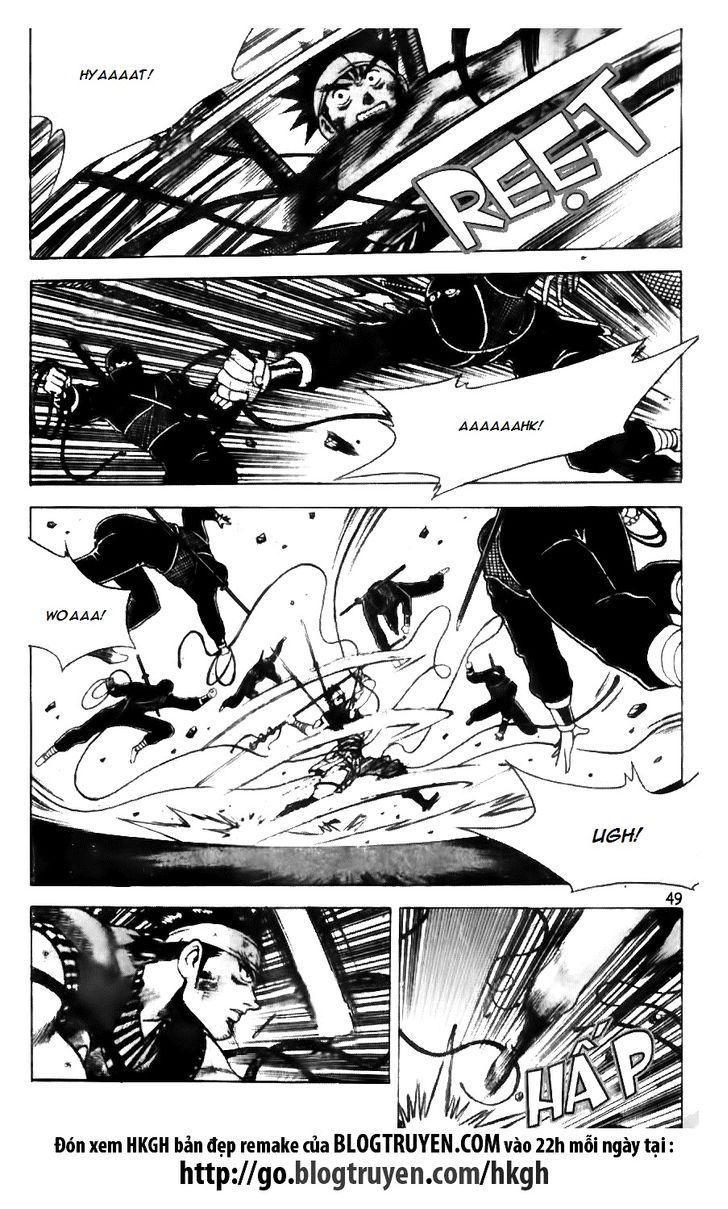 HYAAAAT!
REẸT
AAAAAAHK!
WOAAA!
UGH!
49
HẤP
Đón xem HKGH bản đẹp remake của BLOGTRUYEN.COM vào 22h mỗi ngày tại :
http://go.blogtruyen.com/hkgh